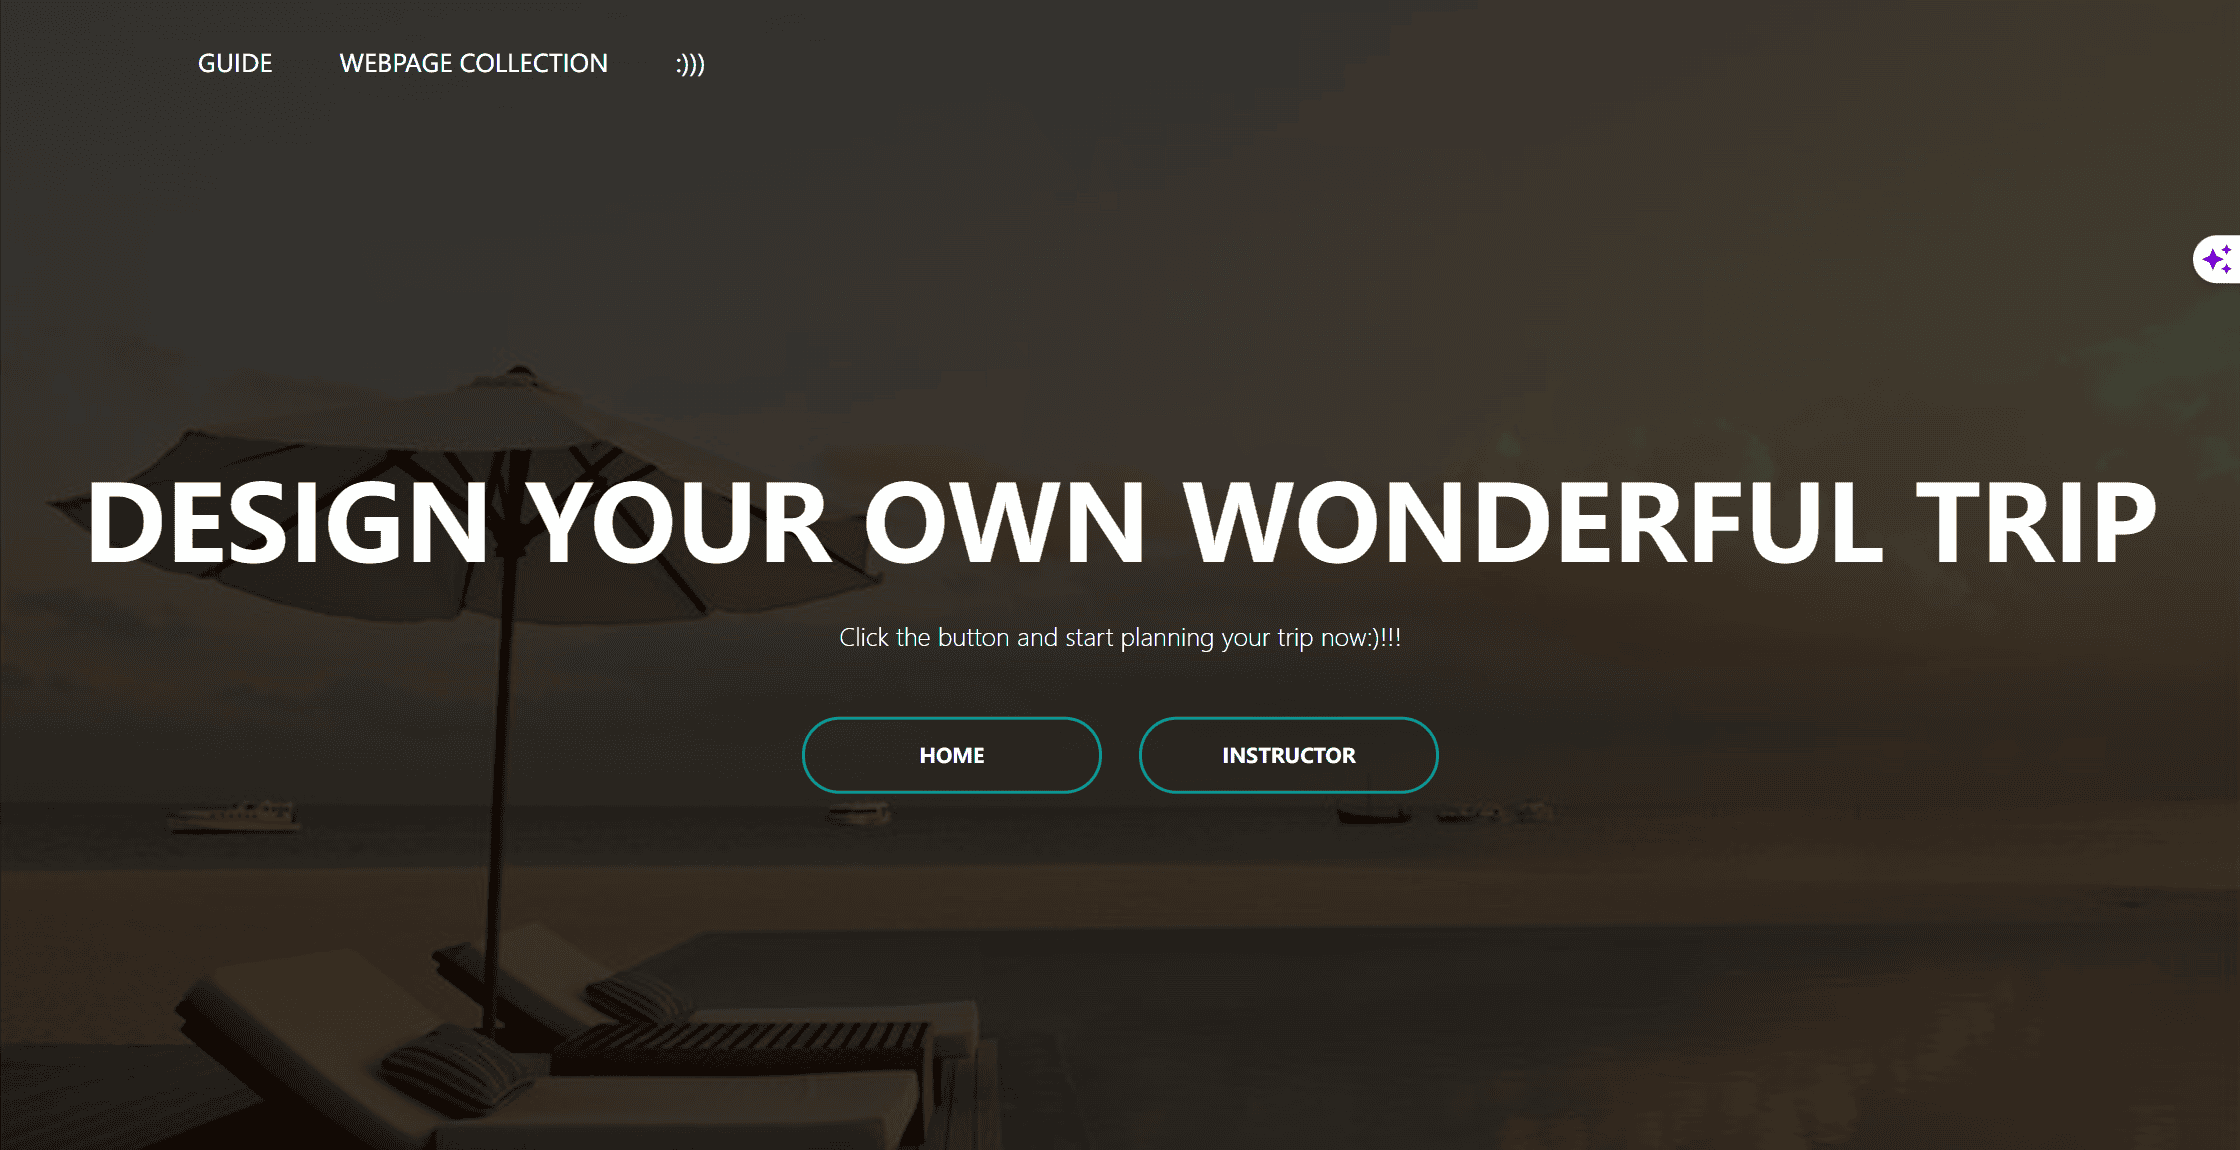 GUIDE WEBPAGE COLLECTION :)))
DESIGN YOUR OWN WONDERFUL TRIP
Click the button and start planning your trip now:)!!!
HOME INSTRUCTOR